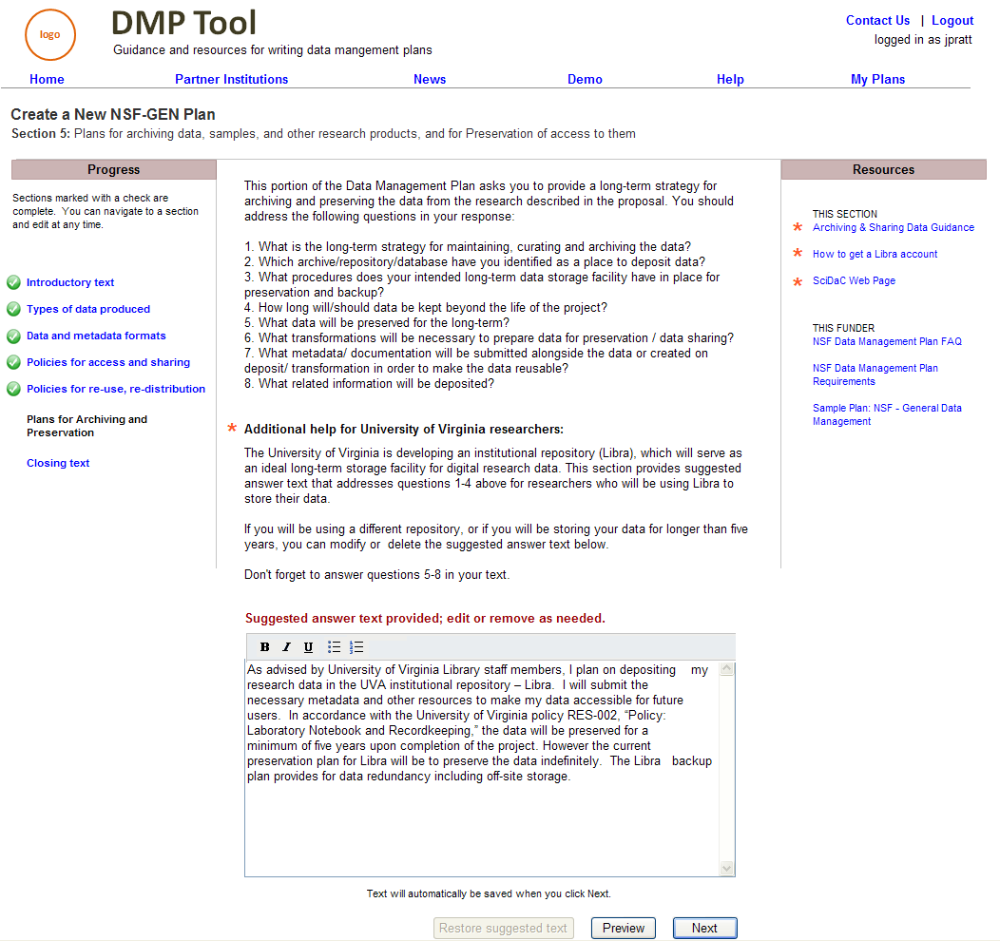 logo
DMP Tool
Guidance and resources for writing data mangement plans
Contact Us | Logout
logged in as jpratt
Home Partner Institutions News Demo Help My Plans
Create a New NSF-GEN Plan
Section 5: Plans for archiving data, samples, and other research products, and for Preservation of access to them
Progress
Sections marked with a check are
complete. You can navigate to a section
and edit at any time.
Introductory text
Types of data produced
Data and metadata formats
Policies for access and sharing
Policies for re-use, re-distribution
Plans for Archiving and
Preservation
Closing text
This portion of the Data Management Plan asks you to provide a long-term strategy for
archiving and preserving the data from the research described in the proposal. You should
address the following questions in your response:
1. What is the long-term strategy for maintaining, curating and archiving the data?
2. Which archive/repository/database have you identified as a place to deposit data?
3. What procedures does your intended long-term data storage facility have in place for
preservation and backup?
4. How long will/should data be kept beyond the life of the project?
5. What data will be preserved for the long-term?
6. What transformations will be necessary to prepare data for preservation / data sharing?
7. What metadata/ documentation will be submitted alongside the data or created on
deposit/ transformation in order to make the data reusable?
8. What related information will be deposited?
* Additional help for University of Virginia researchers:
The University of Virginia is developing an institutional repository (Libra), which will serve as
an ideal long-term storage facility for digital research data. This section provides suggested
answer text that addresses questions 1-4 above for researchers who will be using Libra to
store their data.
If you will be using a different repository, or if you will be storing your data for longer than five
years, you can modify or delete the suggested answer text below.
Don't forget to answer questions 5-8 in your text.
Suggested answer text provided; edit or remove as needed.
B I U
As advised by University of Virginia Library staff members, I plan on depositing my
research data in the UVA institutional repository – Libra. I will submit the
necessary metadata and other resources to make my data accessible for future
users. In accordance with the University of Virginia policy RES-002, “Policy:
Laboratory Notebook and Recordkeeping,” the data will be preserved for a
minimum of five years upon completion of the project. However the current
preservation plan for Libra will be to preserve the data indefinitely. The Libra backup
plan provides for data redundancy including off-site storage.
Text will automatically be saved when you click Next.
Restore suggested text Preview Next
Resources
THIS SECTION
* Archiving & Sharing Data Guidance
* How to get a Libra account
* SciDaC Web Page
THIS FUNDER
NSF Data Management Plan FAQ
NSF Data Management Plan
Requirements
Sample Plan: NSF - General Data
Management